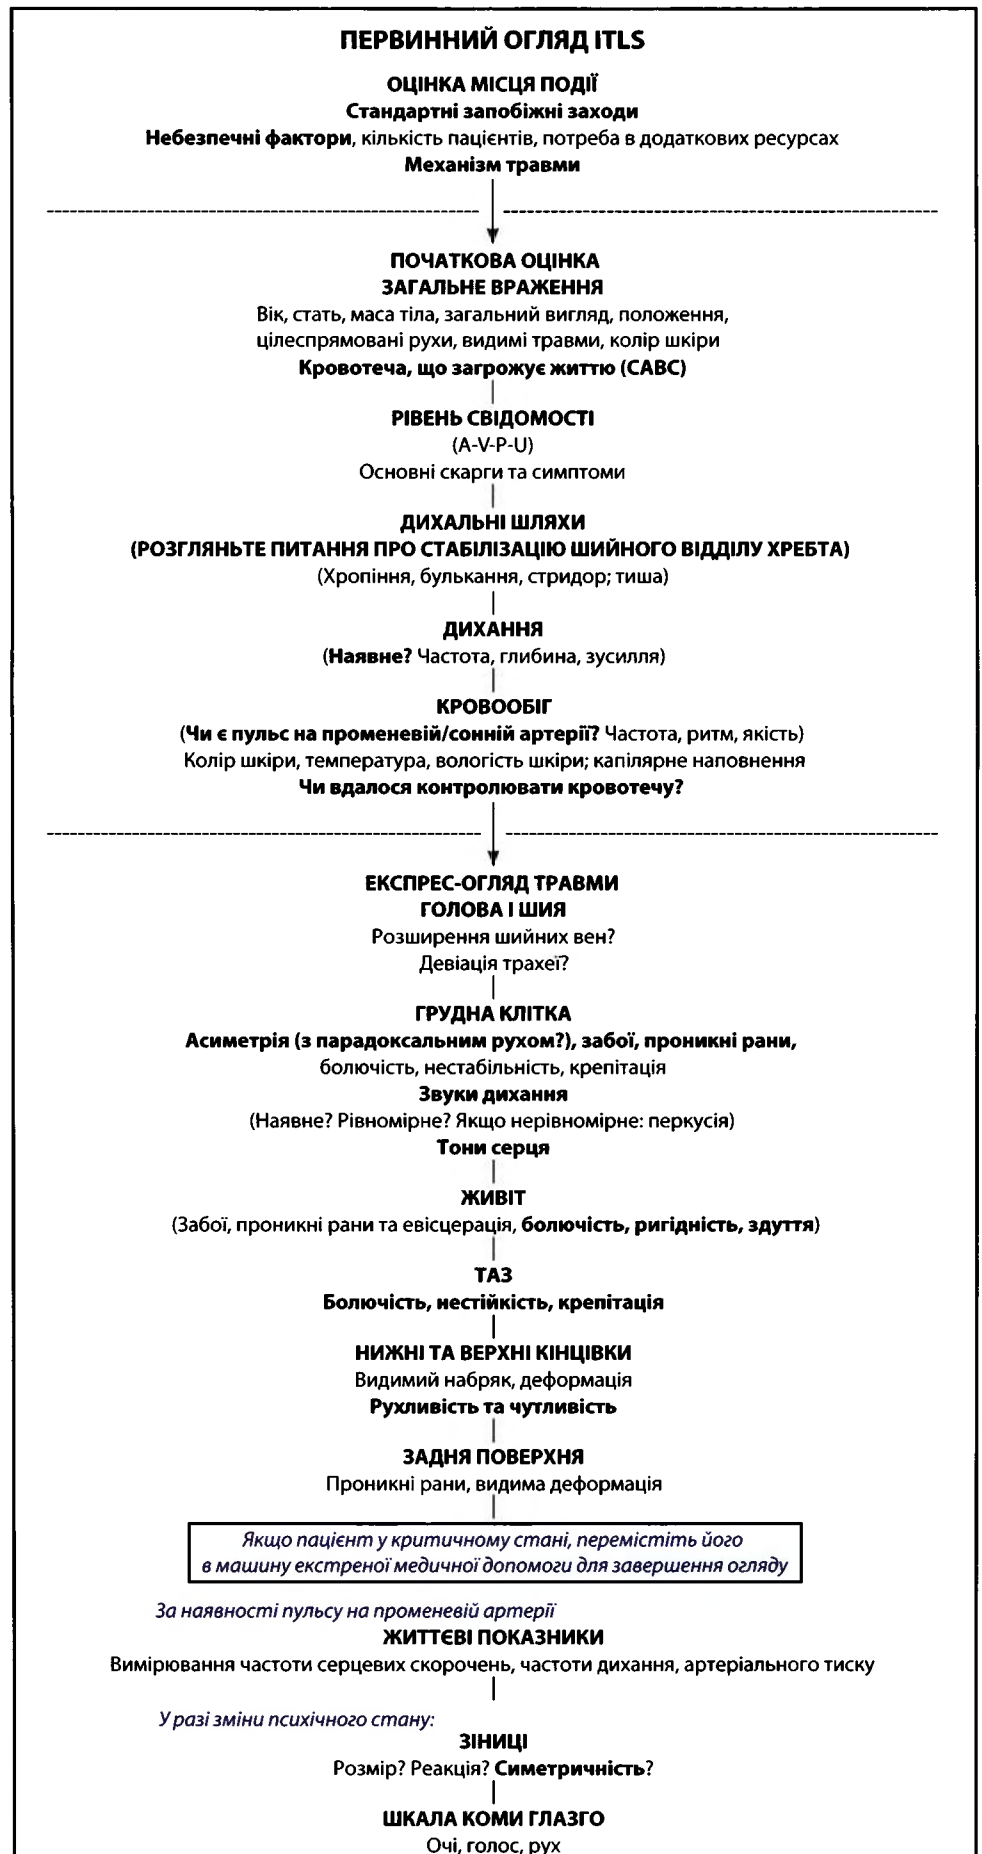 ПЕРВИННИЙ ОГЛЯД ITLS
ОЦІНКА МІСЦЯ ПОДІЇ
Стандартні запобіжні заходи
Небезпечні фактори, кількість пацієнтів, потреба в додаткових ресурсах
Механізм травми
ПОЧАТКОВА ОЦІНКА
ЗАГАЛЬНЕ ВРАЖЕННЯ
Вік, стать, маса тіла, загальний вигляд, положення,
цілеспрямовані рухи, видимі травми, колір шкіри
Кровотеча, що загрожує життю (CABC)
РІВЕНЬ СВІДОМОСТІ
(A-V-P-U)
Основні скарги та симптоми
ДИХАЛЬНІ ШЛЯХИ
(РОЗГЛЯНЬТЕ ПИТАННЯ ПРО СТАБІЛІЗАЦІЮ ШИЙНОГО ВІДДІЛУ ХРЕБТА)
(Хропіння, булькання, стридор; тиша)
ДИХАННЯ
(Наявне? Частота, глибина, зусилля)
КРОВООБІГ
(Чи є пульс на променевій/сонній артерії? Частота, ритм, якість)
Колір шкіри, температура, вологість шкіри; капілярне наповнення
Чи вдалося контролювати кровотечу?
ЕКСПРЕС-ОГЛЯД ТРАВМИ
ГОЛОВА І ШИЯ
Розширення шийних вен?
Девіація трахеї?
ГРУДНА КЛІТКА
Асиметрія (з парадоксальним рухом?), забої, проникні рани,
болючість, нестабільність, крепітація
Звуки дихання
(Наявне? Рівномірне? Якщо нерівномірне: перкусія)
Тони серця
ЖИВІТ
(Забої, проникні рани та евісцерація, болючість, ригідність, здуття)
ТАЗ
Болючість, нестійкість, крепітація
НИЖНІ ТА ВЕРХНІ КІНЦІВКИ
Видимий набряк, деформація
Рухливість та чутливість
ЗАДНЯ ПОВЕРХНЯ
Проникні рани, видима деформація
Якщо пацієнт у критичному стані, перемістіть його
в машину екстреної медичної допомоги для завершення огляду
За наявності пульсу на променевій артерії
ЖИТТЄВІ ПОКАЗНИКИ
Вимірювання частоти серцевих скорочень, частоти дихання, артеріального тиску
У разі зміни психічного стану:
ЗІНИЦІ
Розмір? Реакція? Симетричність?
ШКАЛА КОМИ ГЛАЗГО
Очі, голос, рух